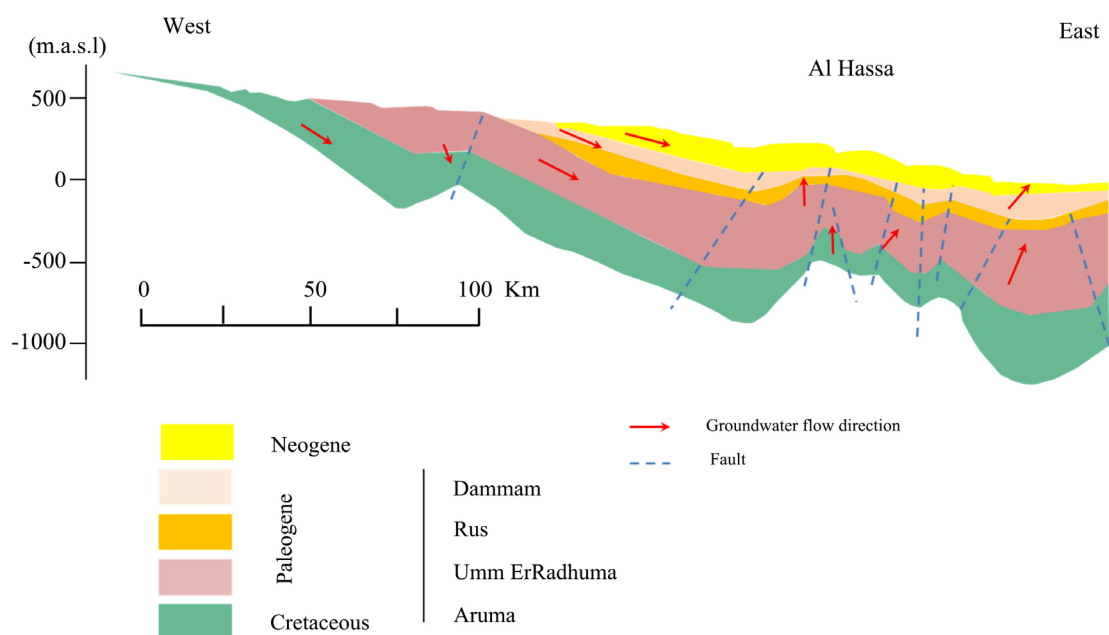 West
East
(m.a.s.l)
Al Hassa
500
0
-500
-1000
0 50 100 Km
Neogene
Paleogene
Cretaceous
Dammam
Rus
Umm ErRadhuma
Aruma
Groundwater flow direction
Fault